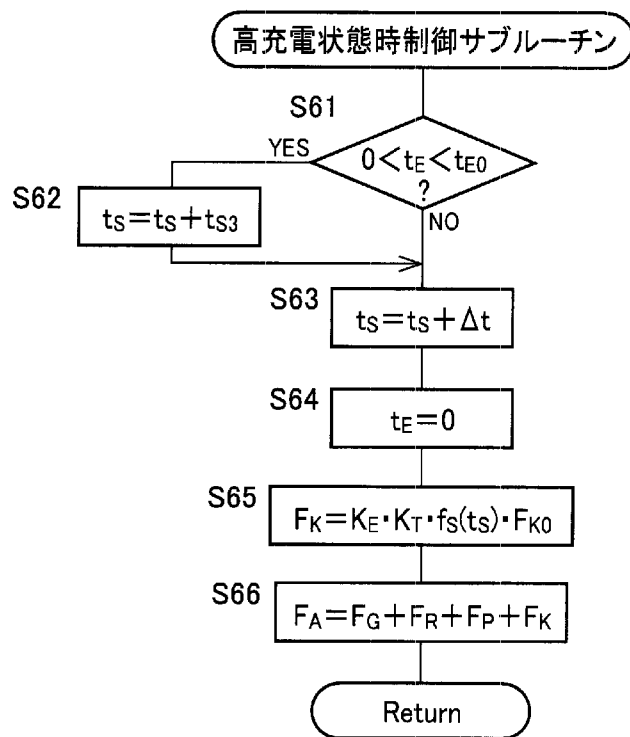 高充電状態時制御サブルーチン
S61
YES
0<tE<tE0
?
NO
S62
tS=tS+tS3
S63
tS=tS+Δt
S64
tE=0
S65
FK=KE・KT・fS(tS)・FK0
S66
FA=FG+FR+FP+FK
Return